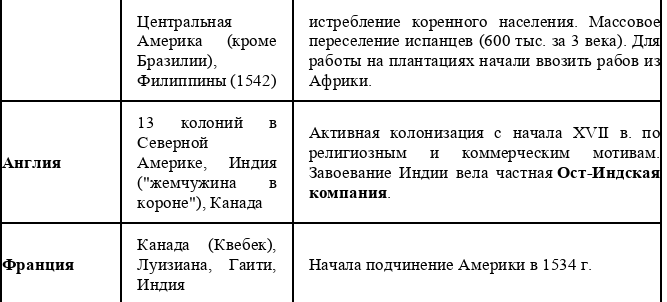 Центральная
Америка (кроме
Бразилии),
Филиппины (1542)
истребление коренного населения. Массовое
переселение испанцев (600 тыс. за 3 века). Для
работы на плантациях начали ввозить рабов из
Африки.
Англия
13 колоний в
Северной
Америке, Индия
("жемчужина в
короне"), Канада
Активная колонизация с начала XVII в. по
религиозным и коммерческим мотивам.
Завоевание Индии вела частная Ост-Индская
компания.
Франция
Канада (Квебек),
Луизиана, Гаити,
Индия
Начала подчинение Америки в 1534 г.